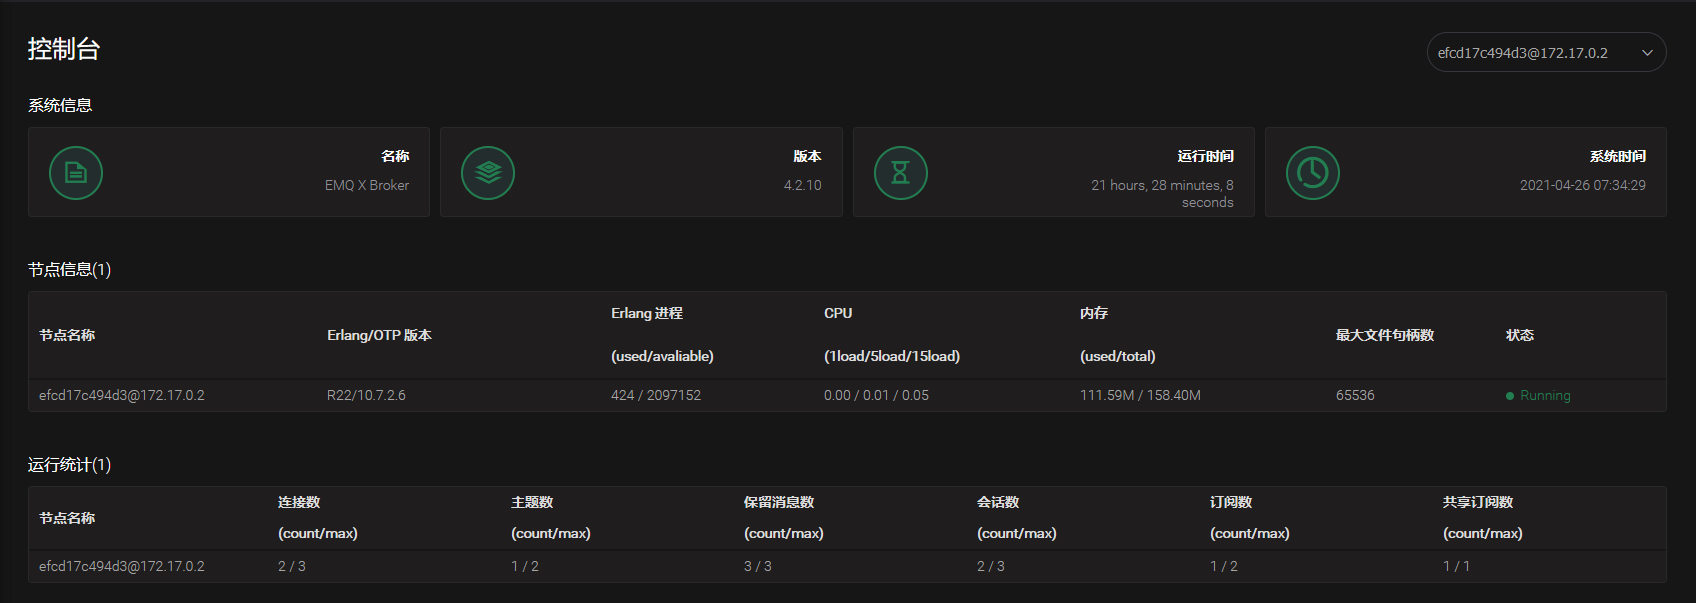 控制台
efcd17c494d3@172.17.0.2
系统信息
名称
EMQ X Broker
版本
4.2.10
运行时间
21 hours, 28 minutes, 8
seconds
系统时间
2021-04-26 07:34:29
节点信息(1)
节点名称
Erlang/OTP 版本
Erlang 进程
(used/avaliable)
CPU
(1load/5load/15load)
内存
(used/total)
最大文件句柄数
状态
efcd17c494d3@172.17.0.2
R22/10.7.2.6
424 / 2097152
0.00 / 0.01 / 0.05
111.59M / 158.40M
65536
Running
运行统计(1)
节点名称
连接数
(count/max)
主题数
(count/max)
保留消息数
(count/max)
会话数
(count/max)
订阅数
(count/max)
共享订阅数
(count/max)
efcd17c494d3@172.17.0.2
2 / 3
1 / 2
3 / 3
2 / 3
1 / 2
1 / 1